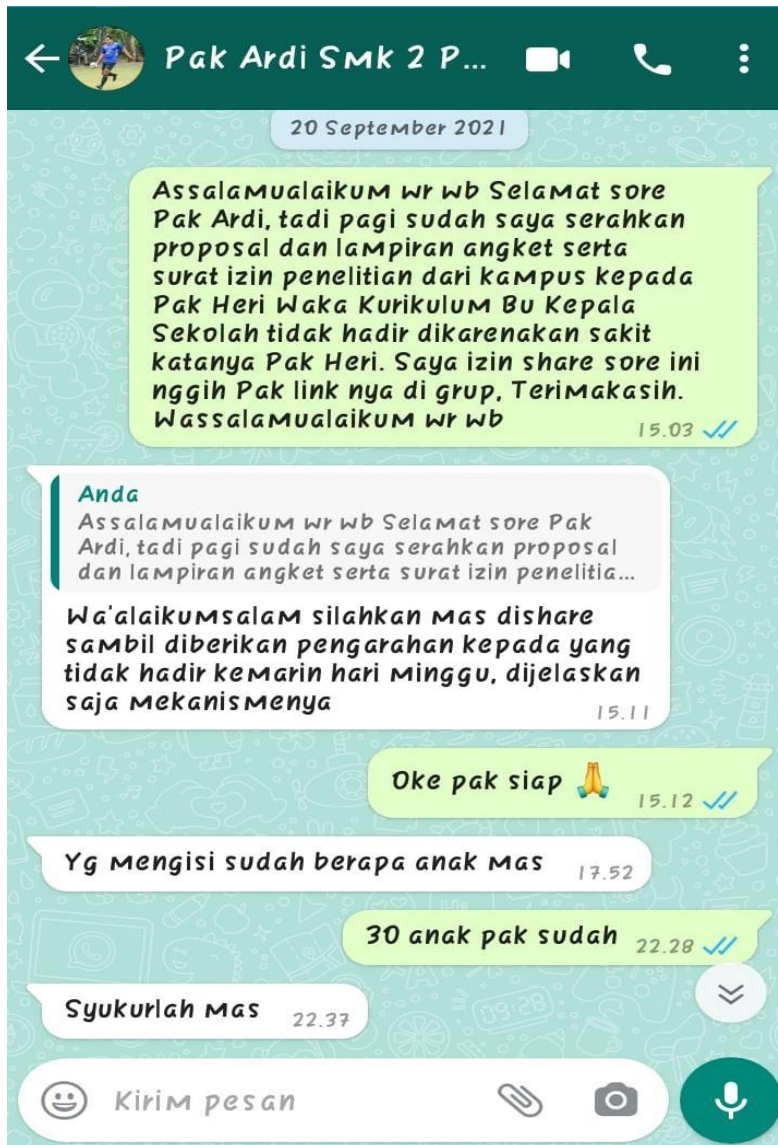 Pak Ardi Smk 2 P...
20 September 2021
Assalamualaikum wr wb Selamat sore
Pak Ardi, tadi pagi sudah saya serahkan
proposal dan lampiran angket serta
surat izin penelitian dari kampus kepada
Pak Heri Waka Kurikulum Bu Kepala
Sekolah tidak hadir dikarenakan sakit
katanya Pak Heri. Saya izin share sore ini
nggih Pak link nya di grup, Terimakasih.
Wassalamualaikum wr wb
15.03
Anda
Assalamualaikum wr wb Selamat sore Pak
Ardi, tadi pagi sudah saya serahkan proposal
dan lampiran angket serta surat izin penelitia...
Wa'alaikumsalam silahkan mas dishare
sambil diberikan pengarahan kepada yang
tidak hadir kemarin hari minggu, dijelaskan
saja mekanismenya
15.11
Oke pak siap 🙏
15.12
Yg mengisi sudah berapa anak mas
17.52
30 anak pak sudah
22.28
Syukurlah mas
22.37
Kirim pesan